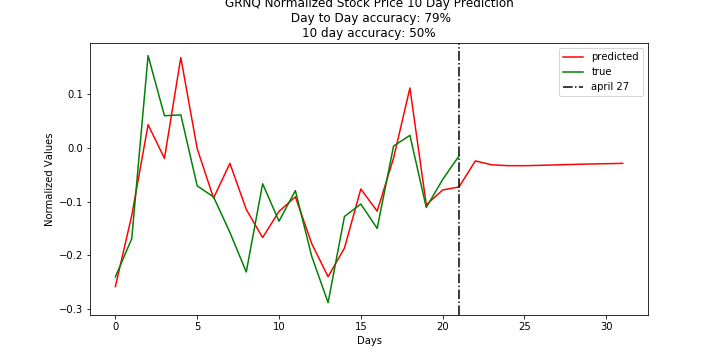 GRNQ Normalized Stock Price 10 Day Prediction
Day to Day accuracy: 79%
10 day accuracy: 50%
predicted
true
april 27
Normalized Values
0.1
0.0
−0.1
−0.2
−0.3
0 5 10 15 20 25 30
Days